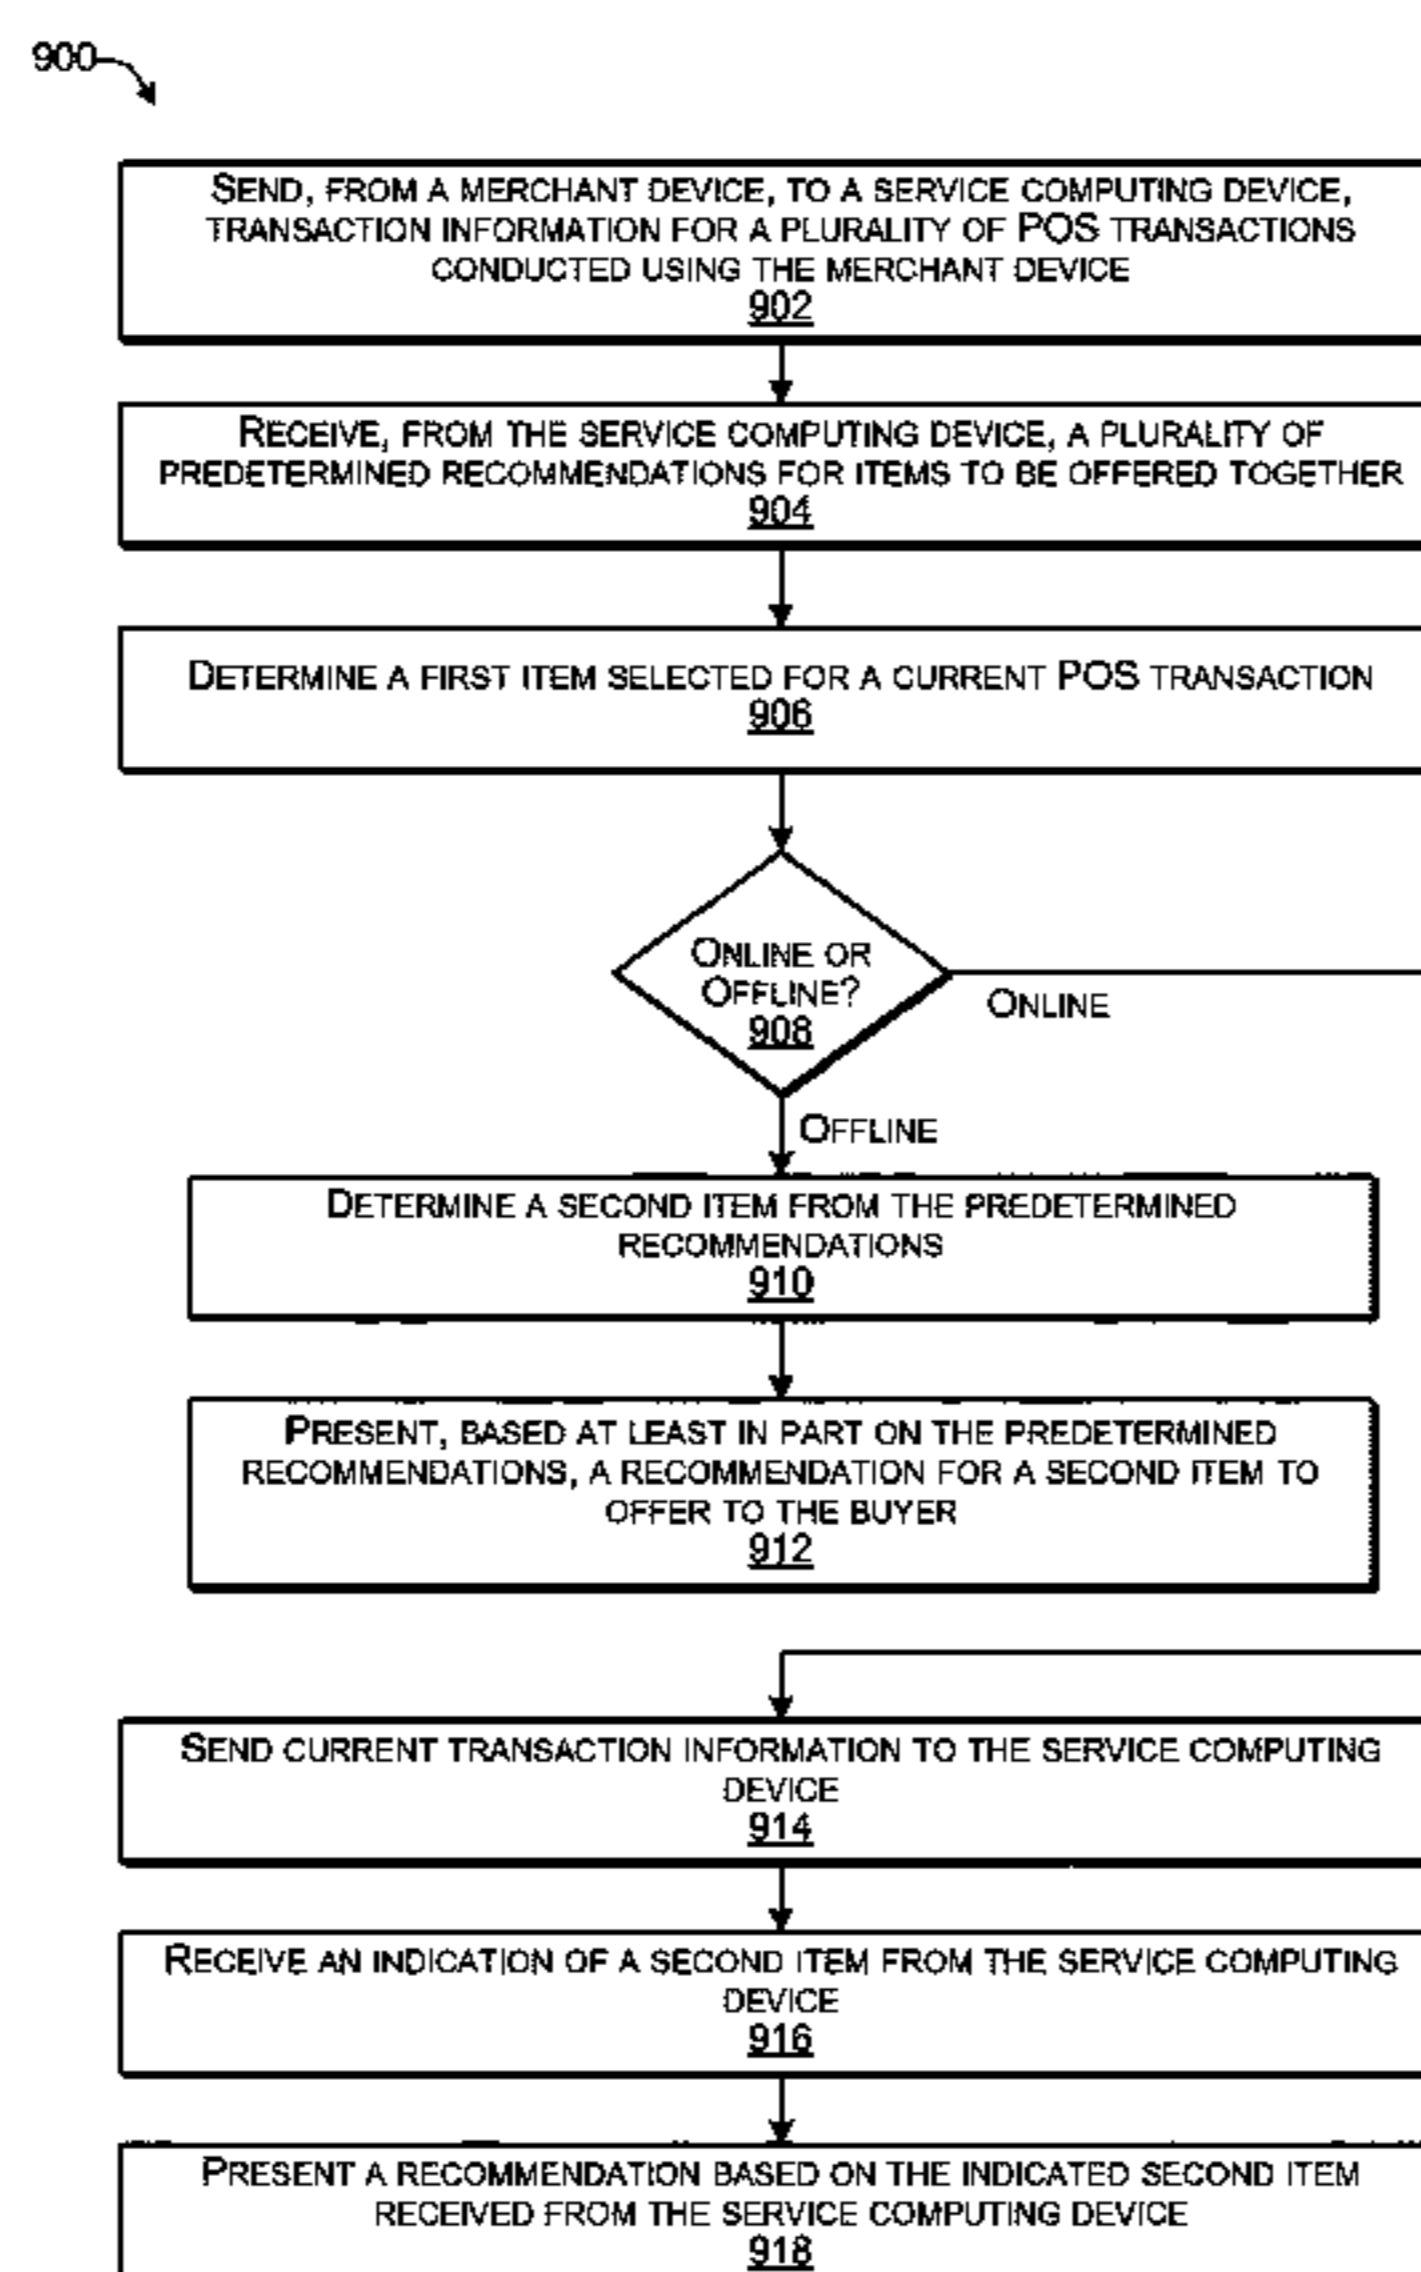 900
SEND, FROM A MERCHANT DEVICE, TO A SERVICE COMPUTING DEVICE,
TRANSACTION INFORMATION FOR A PLURALITY OF POS TRANSACTIONS
CONDUCTED USING THE MERCHANT DEVICE
902
RECEIVE, FROM THE SERVICE COMPUTING DEVICE, A PLURALITY OF
PREDETERMINED RECOMMENDATIONS FOR ITEMS TO BE OFFERED TOGETHER
904
DETERMINE A FIRST ITEM SELECTED FOR A CURRENT POS TRANSACTION
906
ONLINE OR
OFFLINE?
908
ONLINE
OFFLINE
DETERMINE A SECOND ITEM FROM THE PREDETERMINED
RECOMMENDATIONS
910
PRESENT, BASED AT LEAST IN PART ON THE PREDETERMINED
RECOMMENDATIONS, A RECOMMENDATION FOR A SECOND ITEM TO
OFFER TO THE BUYER
912
SEND CURRENT TRANSACTION INFORMATION TO THE SERVICE COMPUTING
DEVICE
914
RECEIVE AN INDICATION OF A SECOND ITEM FROM THE SERVICE COMPUTING
DEVICE
916
PRESENT A RECOMMENDATION BASED ON THE INDICATED SECOND ITEM
RECEIVED FROM THE SERVICE COMPUTING DEVICE
918